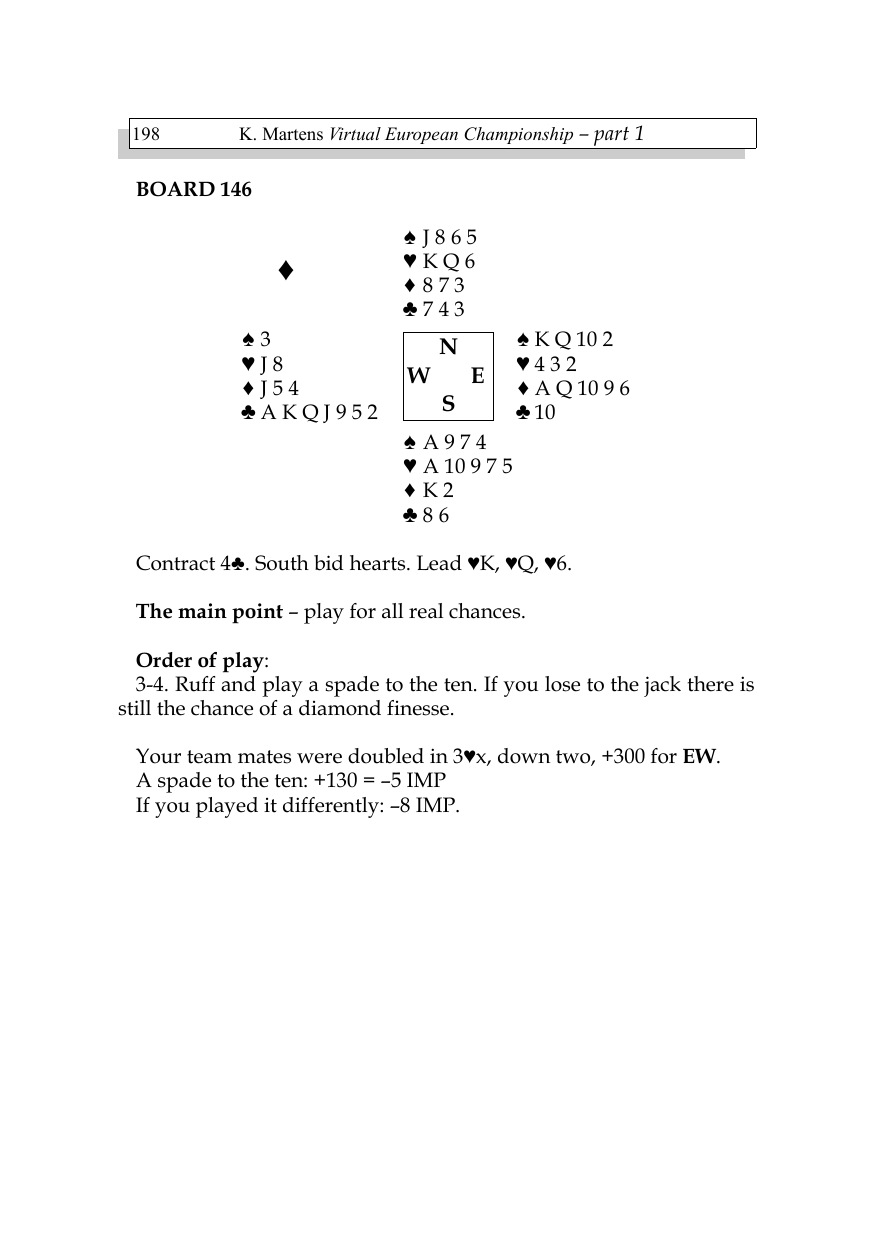 198 K. Martens Virtual European Championship – part 1
BOARD 146
♠ J 8 6 5
♦
♥ K Q 6
♦ 8 7 3
♣ 7 4 3
♠ 3
♥ J 8
♦ J 5 4
♣ A K Q J 9 5 2
N
W E
S
♠ K Q 10 2
♥ 4 3 2
♦ A Q 10 9 6
♣ 10
♠ A 9 7 4
♥ A 10 9 7 5
♦ K 2
♣ 8 6
Contract 4♣. South bid hearts. Lead ♥K, ♥Q, ♥6.
The main point – play for all real chances.
Order of play:
3-4. Ruff and play a spade to the ten. If you lose to the jack there is
still the chance of a diamond finesse.
Your team mates were doubled in 3♥x, down two, +300 for EW.
A spade to the ten: +130 = –5 IMP
If you played it differently: –8 IMP.